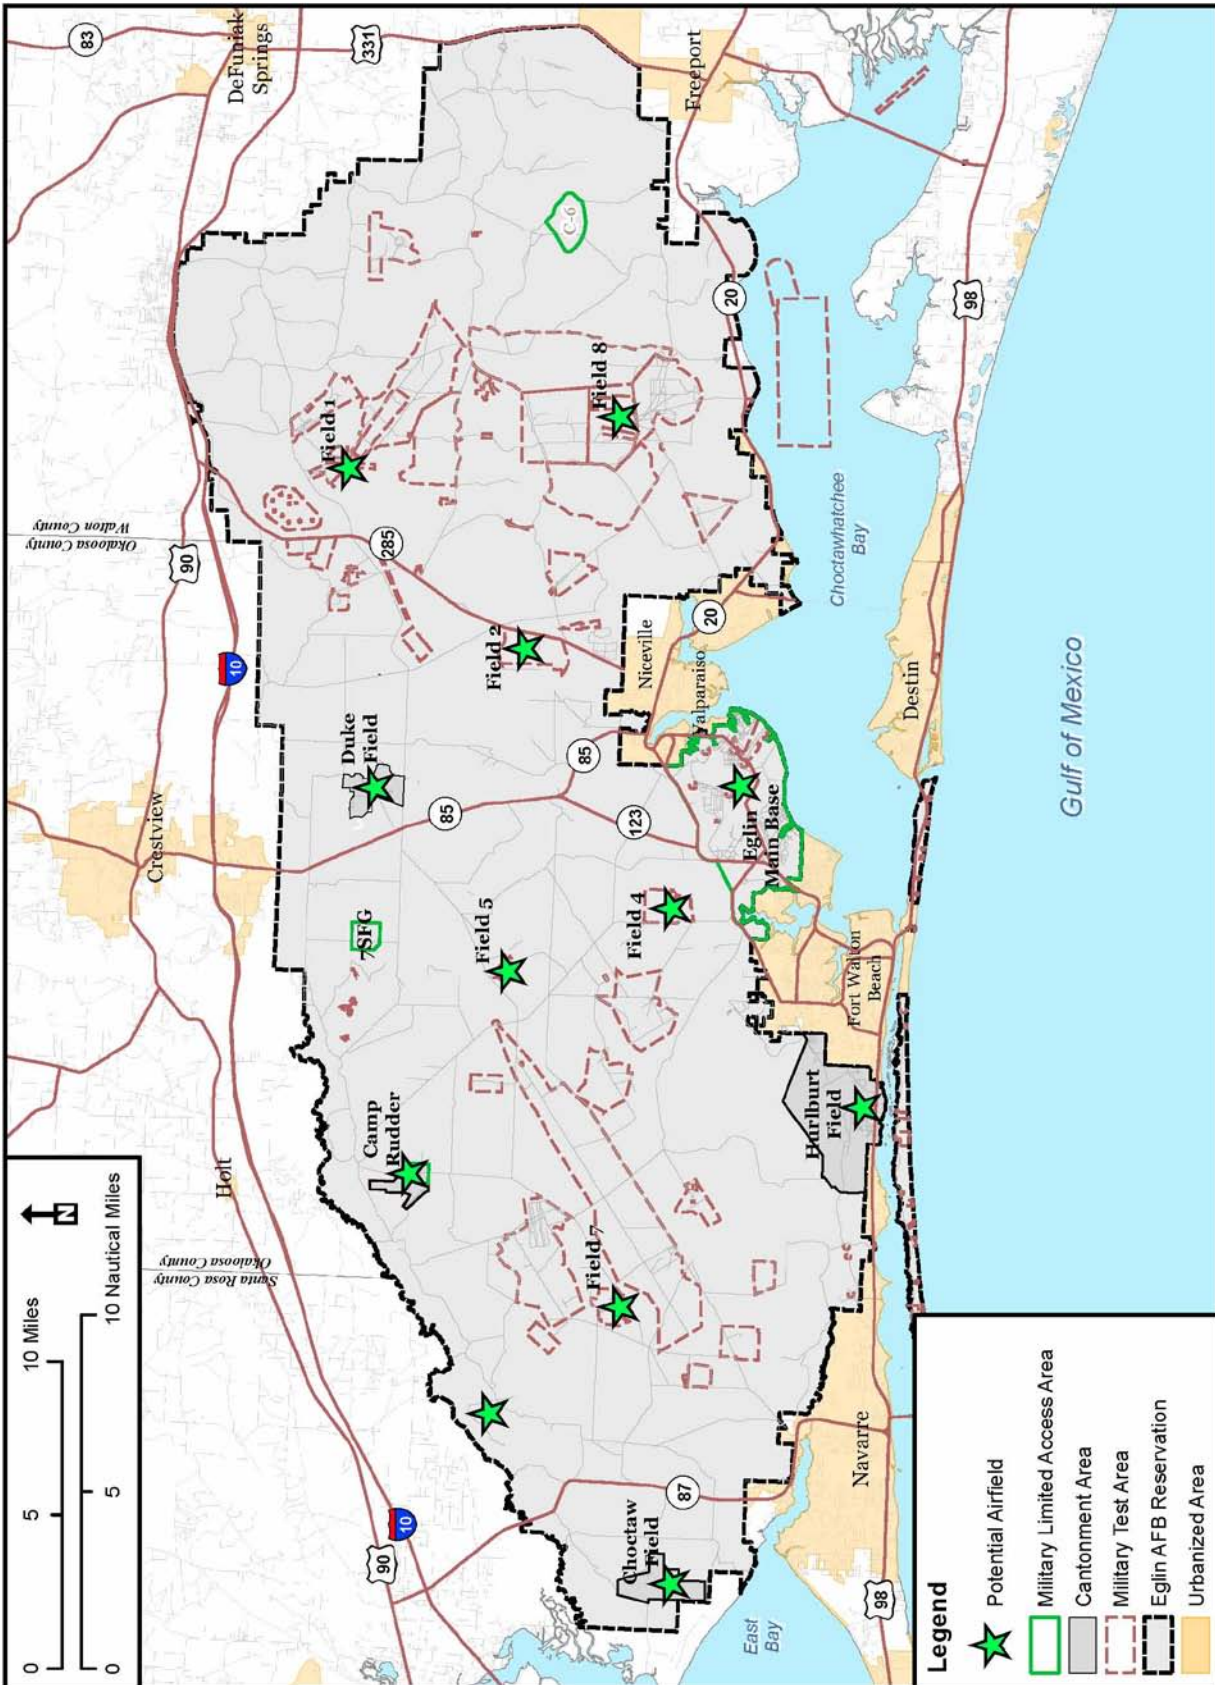 0 5 10 Miles
0 5 10 Nautical Miles
N
83
DeFuniak
Springs
331
90
Crestview
Holt
10
90
10
Santa Rosa County
Okaloosa County
Okaloosa County
Walton County
Camp
Rudder
7SFG
Duke
Field
285
Field 1
85
85
123
Field 5
Field 2
Field 7
Field 4
Field 8
C-6
Choctaw
Field
87
Niceville
Valparaiso
20
20
Freeport
Eglin
Main Base
Hurlburt
Field
Fort Walton
Beach
Navarre
98
East
Bay
Choctawhatchee
Bay
Destin
98
Gulf of Mexico
Legend
Potential Airfield
Military Limited Access Area
Cantonment Area
Military Test Area
Eglin AFB Reservation
Urbanized Area